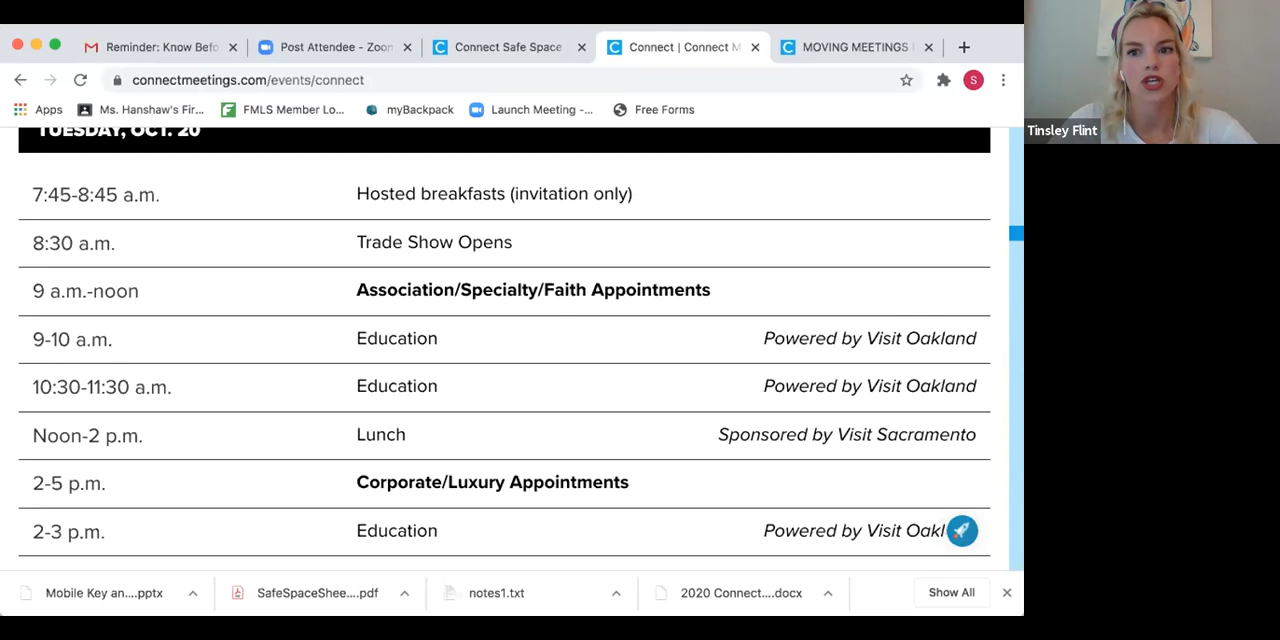 Reminder: Know Befo
Post Attendee - Zoom
Connect Safe Space
Connect | Connect M
MOVING MEETINGS
connectmeetings.com/events/connect
S
Apps
Ms. Hanshaw's Fir...
FMLS Member Lo...
myBackpack
Launch Meeting -...
Free Forms
Tinsley Flint
TUESDAY, OCT. 20
7:45-8:45 a.m. Hosted breakfasts (invitation only)
8:30 a.m. Trade Show Opens
9 a.m.-noon Association/Specialty/Faith Appointments
9-10 a.m. Education Powered by Visit Oakland
10:30-11:30 a.m. Education Powered by Visit Oakland
Noon-2 p.m. Lunch Sponsored by Visit Sacramento
2-5 p.m. Corporate/Luxury Appointments
2-3 p.m. Education Powered by Visit Oakl
Mobile Key an....pptx
SafeSpaceShee....pdf
notes1.txt
2020 Connect....docx
Show All